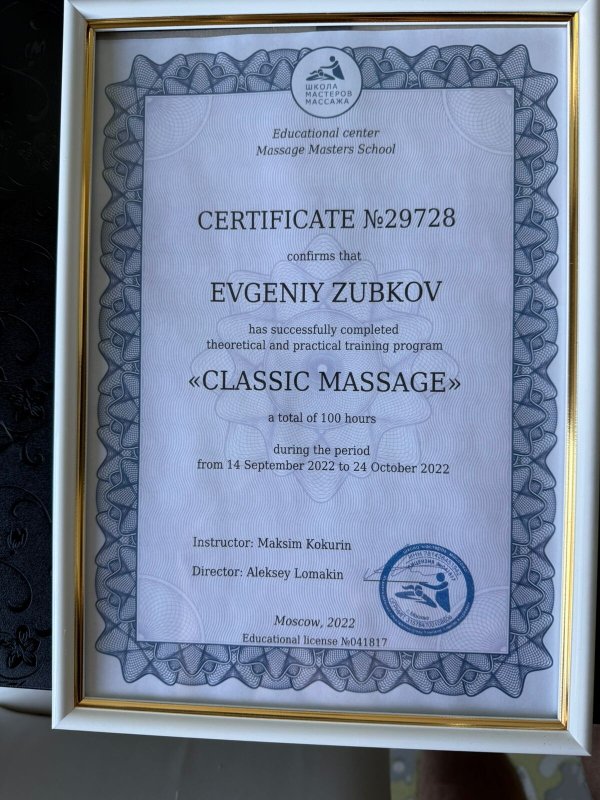 ШКОЛА
МАСТЕРОВ
МАССАЖА
Educational center
Massage Masters School
CERTIFICATE №29728
confirms that
EVGENIY ZUBKOV
has successfully completed
theoretical and practical training program
«CLASSIC MASSAGE»
a total of 100 hours
during the period
from 14 September 2022 to 24 October 2022
Instructor: Maksim Kokurin
Director: Aleksey Lomakin
Moscow, 2022
Educational license №041817